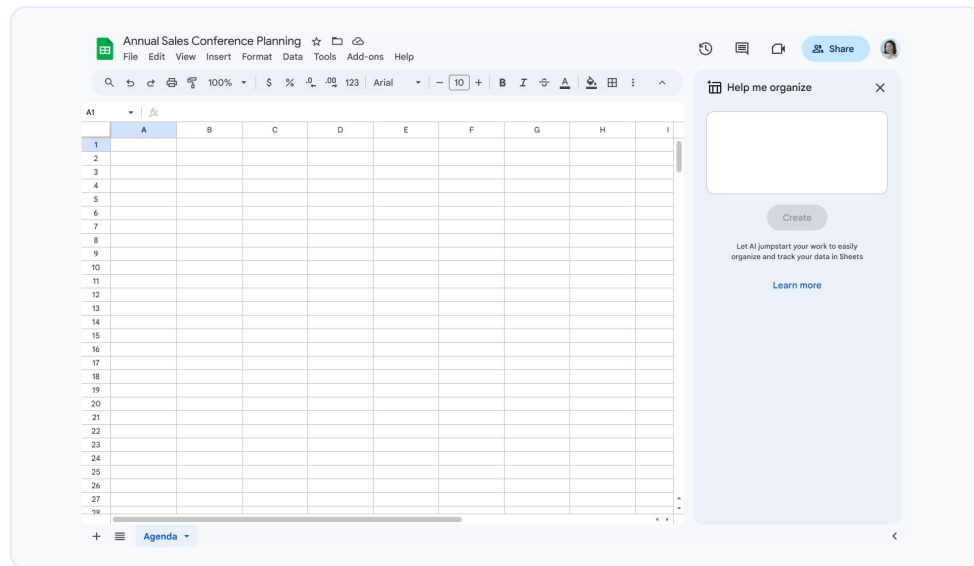 Annual Sales Conference Planning
File Edit View Insert Format Data Tools Add-ons Help
Share
100% $ % .0 .00 123 Arial 10 B I A
Help me organize
A1 fx
A B C D E F G H I
1
2
3
4
5
6
7
8
9
10
11
12
13
14
15
16
17
18
19
20
21
22
23
24
25
26
27
28
Create
Let AI jumpstart your work to easily
organize and track your data in Sheets
Learn more
Agenda